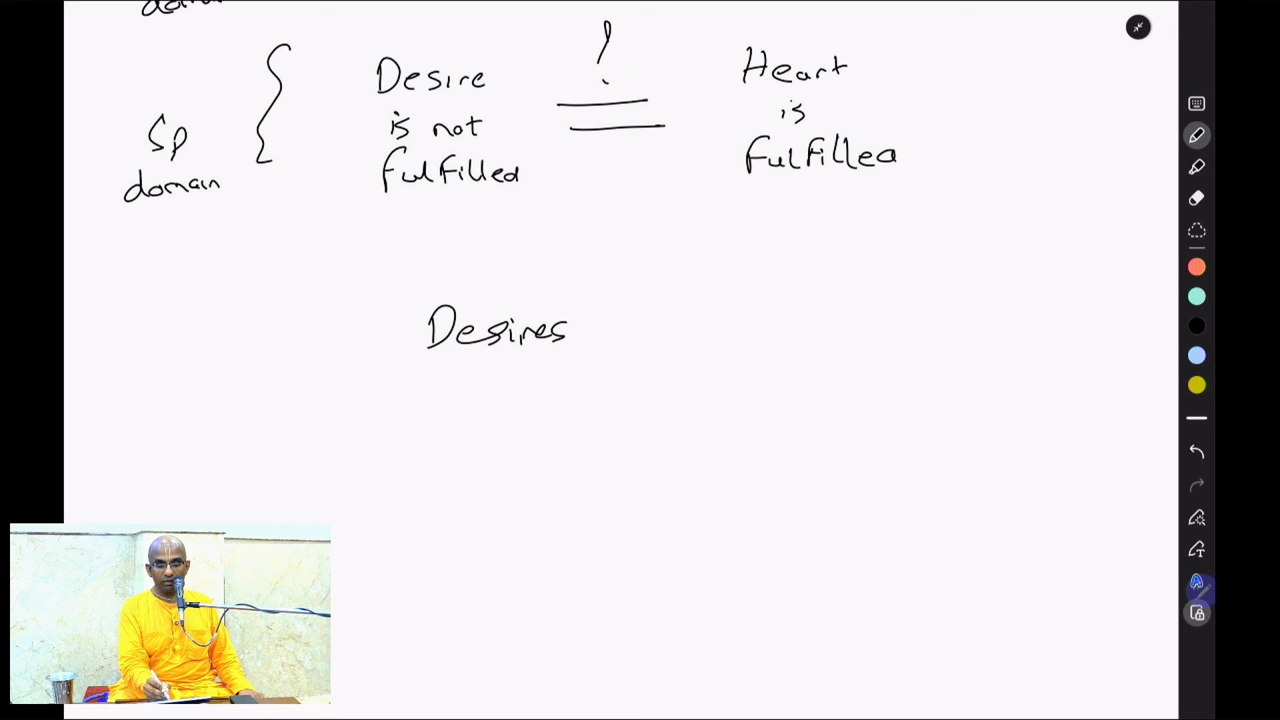 Desire ! Heart
is not is
fulfilled fulfilled
Sp
domain
Desires